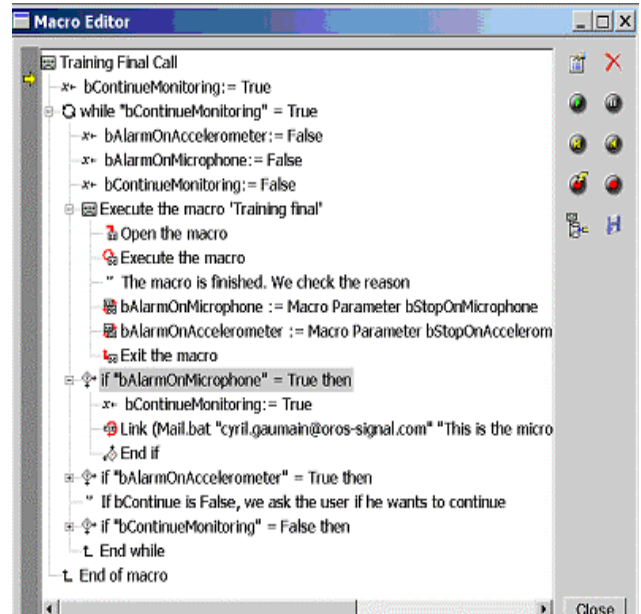 Macro Editor
Training Final Call
x← bContinueMonitoring:= True
while "bContinueMonitoring" = True
x← bAlarmOnAccelerometer:= False
x← bAlarmOnMicrophone:= False
x← bContinueMonitoring:= False
Execute the macro 'Training final'
Open the macro
Execute the macro
" The macro is finished. We check the reason
bAlarmOnMicrophone := Macro Parameter bStopOnMicrophone
bAlarmOnAccelerometer := Macro Parameter bStopOnAccelerom
Exit the macro
if "bAlarmOnMicrophone" = True then
x← bContinueMonitoring:= True
Link (Mail.bat "cyril.gaumain@oros-signal.com" "This is the micro
End if
if "bAlarmOnAccelerometer" = True then
" If bContinue is False, we ask the user if he wants to continue
if "bContinueMonitoring" = False then
End while
End of macro
Close